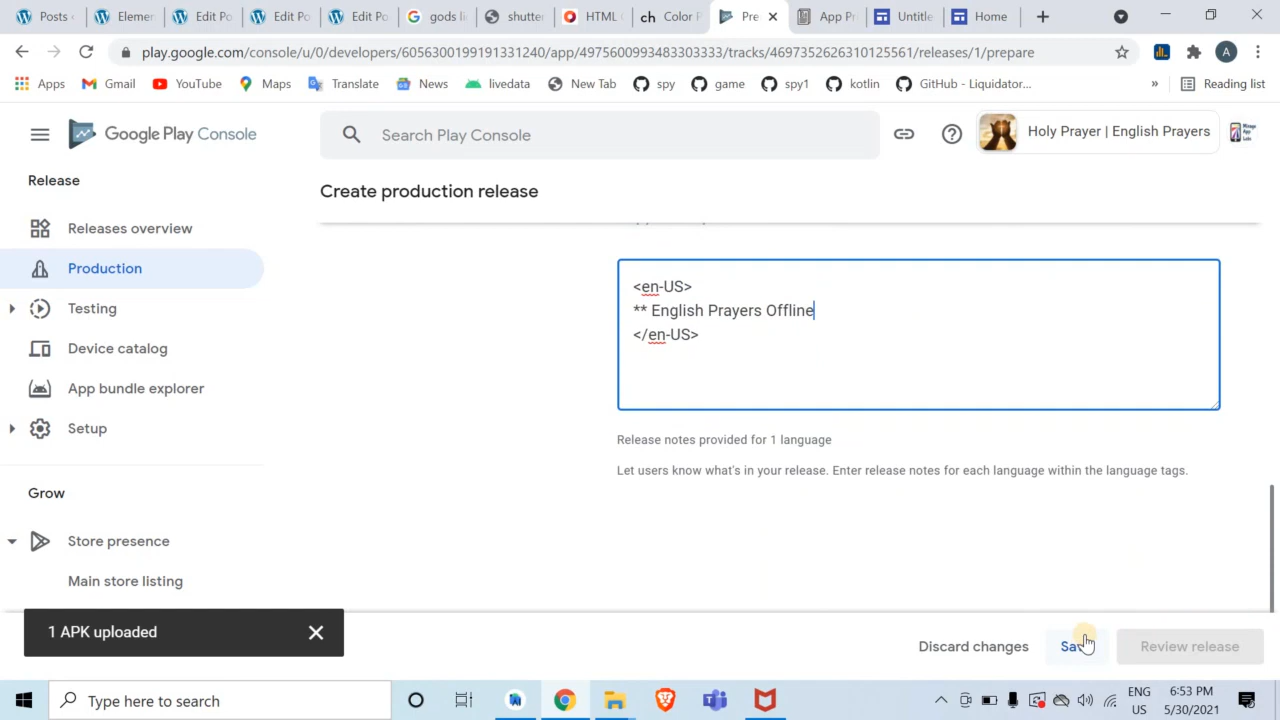 Posts
Elemen
Edit Po
Edit Po
Edit Po
gods li
shutter
HTML
ch Color
Pre
App Pr
Untitle
Home
play.google.com/console/u/0/developers/6056300199191331240/app/4975600993483303333/tracks/4697352626310125561/releases/1/prepare
A
Apps
Gmail
YouTube
Maps
Translate
News
livedata
New Tab
spy
game
spy1
kotlin
GitHub - Liquidator...
»
Reading list
Google Play Console
Search Play Console
Holy Prayer | English Prayers
Release
Create production release
Releases overview
Production
Testing
Device catalog
App bundle explorer
Setup
Grow
Store presence
Main store listing
<en-US>
** English Prayers Offline
</en-US>
Release notes provided for 1 language
Let users know what's in your release. Enter release notes for each language within the language tags.
1 APK uploaded
Discard changes
Save
Review release
Type here to search
ENG
US
6:53 PM
5/30/2021